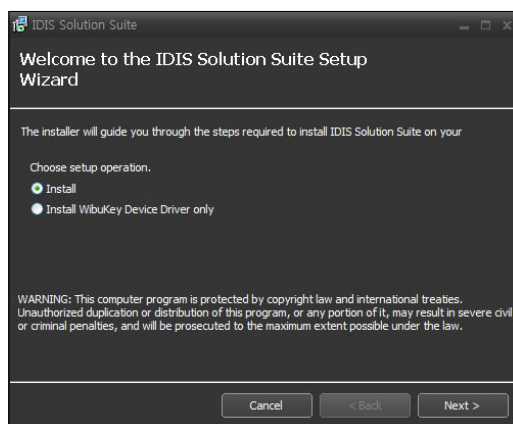 IDIS Solution Suite
Welcome to the IDIS Solution Suite Setup
Wizard
The installer will guide you through the steps required to install IDIS Solution Suite on your
Choose setup operation.
Install
Install WibuKey Device Driver only
WARNING: This computer program is protected by copyright law and international treaties.
Unauthorized duplication or distribution of this program, or any portion of it, may result in severe civil
or criminal penalties, and will be prosecuted to the maximum extent possible under the law.
Cancel < Back Next >